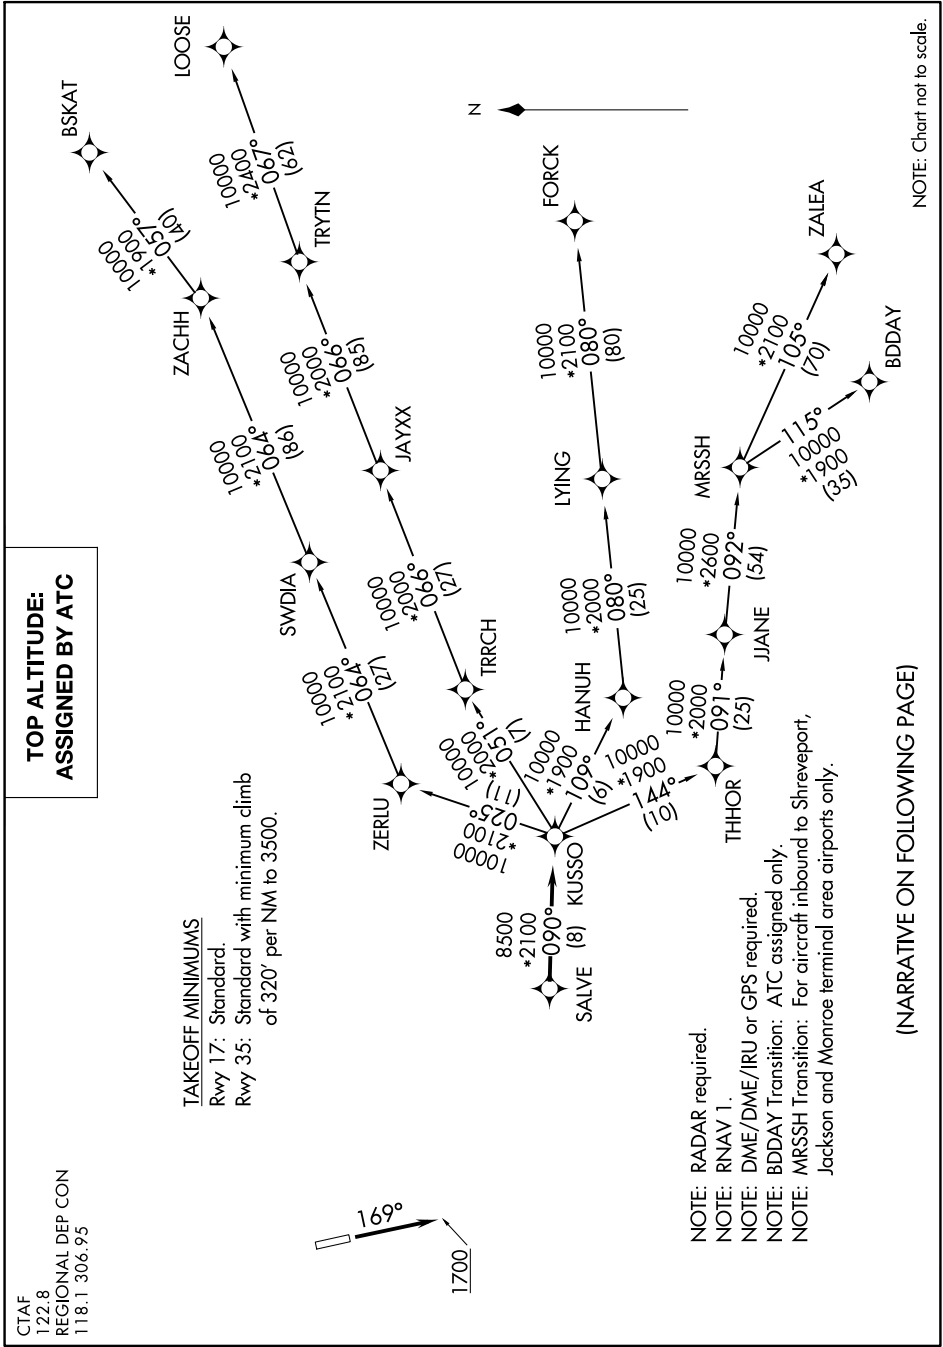 CTAF
122.8
REGIONAL DEP CON
118.1 306.95
TOP ALTITUDE:
ASSIGNED BY ATC
TAKEOFF MINIMUMS
Rwy 17: Standard.
Rwy 35: Standard with minimum climb
of 320' per NM to 3500.
169°
1700
SALVE
8500
*2100
090°
(8)
KUSSO
10000
*2100
025°
(11)
ZERLU
10000
*2100
064°
(27)
SWDIA
10000
*2100
064°
(86)
ZACHH
10000
*1900
057°
(40)
BSKAT
10000
*2000
051°
(7)
TRRCH
10000
*2000
066°
(27)
JAYXX
10000
*2000
066°
(85)
TRYTN
10000
*2400
067°
(62)
LOOSE
N
10000
*1900
109°
(6)
HANUH
10000
*2000
080°
(25)
LYING
10000
*2100
080°
(80)
FORCK
10000
*1900
144°
(10)
THHOR
10000
*2000
091°
(25)
JJANE
10000
*2600
092°
(54)
MRSSH
10000
*2100
105°
(70)
ZALEA
115°
10000
*1900
(35)
BDDAY
NOTE: RADAR required.
NOTE: RNAV 1.
NOTE: DME/DME/IRU or GPS required.
NOTE: BDDAY Transition: ATC assigned only.
NOTE: MRSSH Transition: For aircraft inbound to Shreveport,
Jackson and Monroe terminal area airports only.
(NARRATIVE ON FOLLOWING PAGE)
NOTE: Chart not to scale.